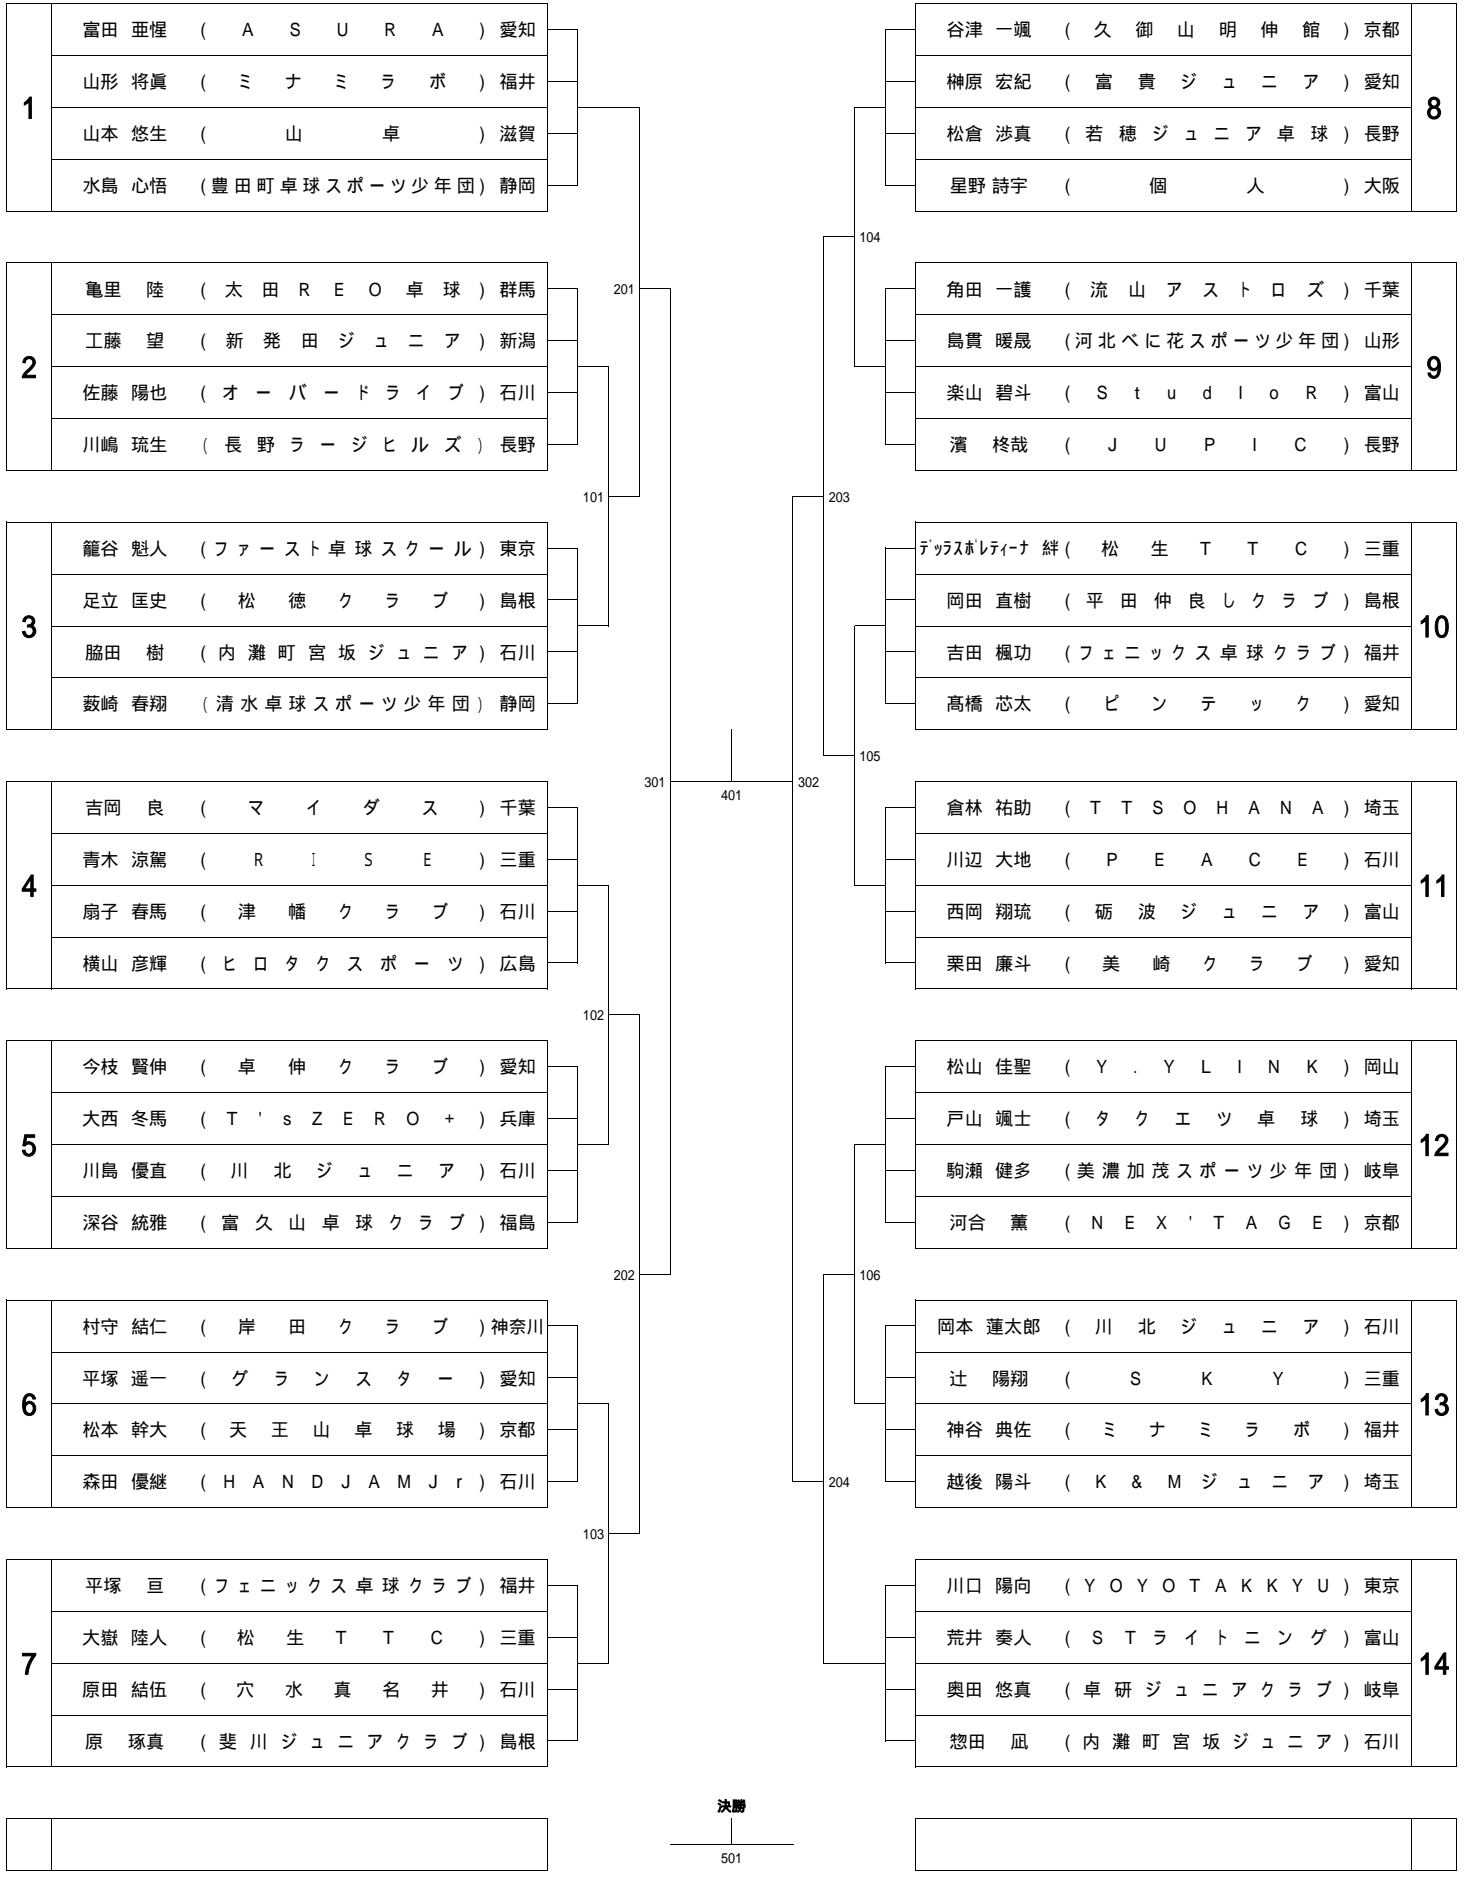 1
富田 亜惺 (ASURA) 愛知
山形 将眞 (ミナミラボ) 福井
山本 悠生 (山卓) 滋賀
水島 心悟 (豊田町卓球スポーツ少年団) 静岡
2
亀里 陸 (太田REO卓球) 群馬
工藤 望 (新発田ジュニア) 新潟
佐藤 陽也 (オーバードライブ) 石川
川嶋 琉生 (長野ラージヒルズ) 長野
3
籠谷 魁人 (ファースト卓球スクール) 東京
足立 匡史 (松徳クラブ) 島根
脇田 樹 (内灘町宮坂ジュニア) 石川
薮崎 春翔 (清水卓球スポーツ少年団) 静岡
4
吉岡 良 (マイダス) 千葉
青木 涼駕 (RISE) 三重
扇子 春馬 (津幡クラブ) 石川
横山 彦輝 (ヒロタクスポーツ) 広島
5
今枝 賢伸 (卓伸クラブ) 愛知
大西 冬馬 (T'sZERO+) 兵庫
川島 優直 (川北ジュニア) 石川
深谷 統雅 (富久山卓球クラブ) 福島
6
村守 結仁 (岸田クラブ) 神奈川
平塚 遥一 (グランスター) 愛知
松本 幹大 (天王山卓球場) 京都
森田 優継 (HANDJAMJr) 石川
7
平塚 亘 (フェニックス卓球クラブ) 福井
大嶽 陸人 (松生TTC) 三重
原田 結伍 (穴水真名井) 石川
原 琢真 (斐川ジュニアクラブ) 島根
201
101
301
102
202
103
401
決勝
501
104
203
105
302
106
204
8
谷津 一颯 (久御山明伸館) 京都
榊原 宏紀 (富貴ジュニア) 愛知
松倉 渉真 (若穂ジュニア卓球) 長野
星野 詩宇 (個人) 大阪
9
角田 一護 (流山アストロズ) 千葉
島貫 暖晟 (河北べに花スポーツ少年団) 山形
楽山 碧斗 (StudIoR) 富山
濱 柊哉 (JUPIC) 長野
10
デッラスポレティーナ 絆 (松生TTC) 三重
岡田 直樹 (平田仲良しクラブ) 島根
吉田 楓功 (フェニックス卓球クラブ) 福井
髙橋 芯太 (ピンテック) 愛知
11
倉林 祐助 (TTSOHANA) 埼玉
川辺 大地 (PEACE) 石川
西岡 翔琉 (砺波ジュニア) 富山
栗田 廉斗 (美崎クラブ) 愛知
12
松山 佳聖 (Y.YLINK) 岡山
戸山 颯士 (タクエツ卓球) 埼玉
駒瀬 健多 (美濃加茂スポーツ少年団) 岐阜
河合 薫 (NEX'TAGE) 京都
13
岡本 蓮太郎 (川北ジュニア) 石川
辻 陽翔 (SKY) 三重
神谷 典佐 (ミナミラボ) 福井
越後 陽斗 (K&Mジュニア) 埼玉
14
川口 陽向 (YOYOTAKKYU) 東京
荒井 奏人 (STライトニング) 富山
奥田 悠真 (卓研ジュニアクラブ) 岐阜
惣田 凪 (内灘町宮坂ジュニア) 石川